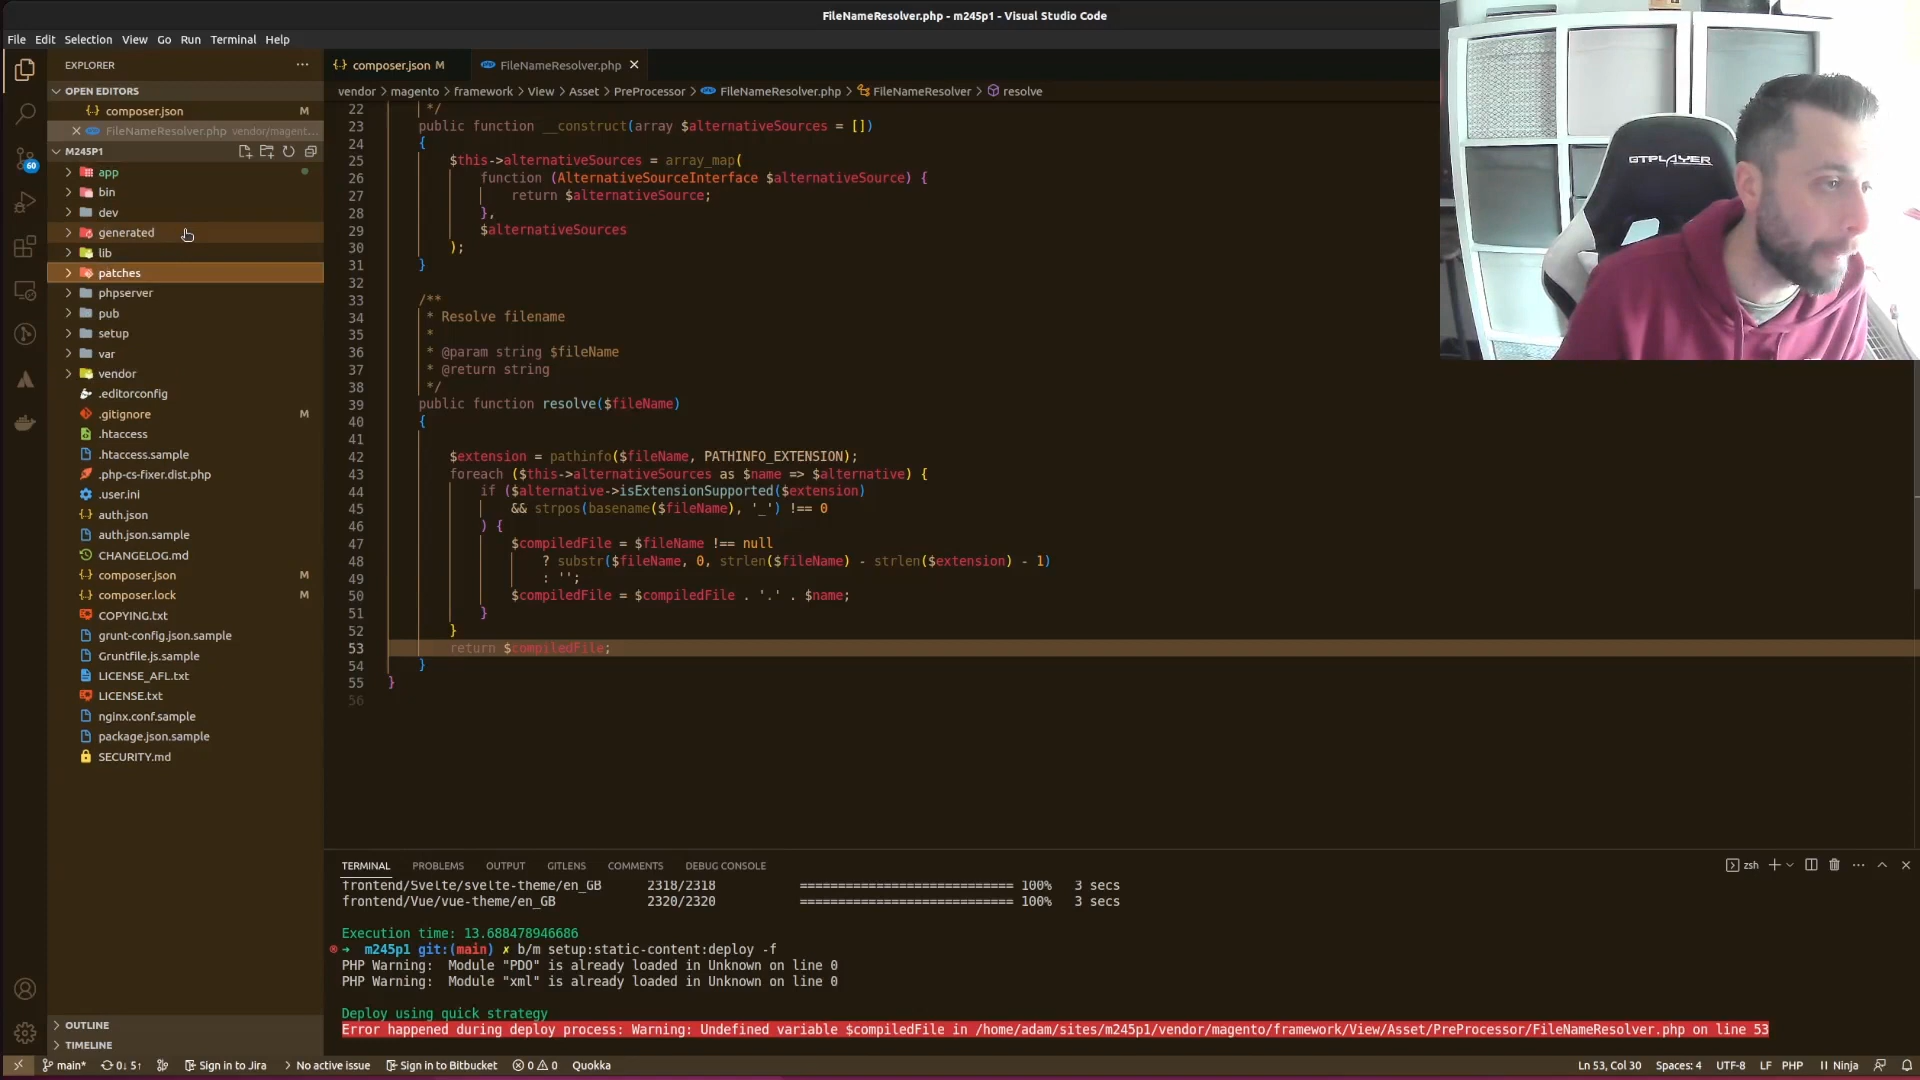 FileNameResolver.php - m245p1 - Visual Studio Code
File Edit Selection View Go Run Terminal Help
EXPLORER
OPEN EDITORS
composer.json M
FileNameResolver.php vendor/magent...
M245P1
app
bin
dev
generated
lib
patches
phpserver
pub
setup
var
vendor
.editorconfig
.gitignore M
.htaccess
.htaccess.sample
.php-cs-fixer.dist.php
.user.ini
auth.json
auth.json.sample
CHANGELOG.md
composer.json M
composer.lock M
COPYING.txt
grunt-config.json.sample
Gruntfile.js.sample
LICENSE_AFL.txt
LICENSE.txt
nginx.conf.sample
package.json.sample
SECURITY.md
OUTLINE
TIMELINE
60
composer.json M FileNameResolver.php
vendor > magento > framework > View > Asset > PreProcessor > FileNameResolver.php > FileNameResolver > resolve
22 */
23 public function __construct(array $alternativeSources = [])
24 {
25 $this->alternativeSources = array_map(
26 function (AlternativeSourceInterface $alternativeSource) {
27 return $alternativeSource;
28 },
29 $alternativeSources
30 );
31 }
32
33 /**
34 * Resolve filename
35 *
36 * @param string $fileName
37 * @return string
38 */
39 public function resolve($fileName)
40 {
41
42 $extension = pathinfo($fileName, PATHINFO_EXTENSION);
43 foreach ($this->alternativeSources as $name => $alternative) {
44 if ($alternative->isExtensionSupported($extension)
45 && strpos(basename($fileName), '_') !== 0
46 ) {
47 $compiledFile = $fileName !== null
48 ? substr($fileName, 0, strlen($fileName) - strlen($extension) - 1)
49 : '';
50 $compiledFile = $compiledFile . '.' . $name;
51 }
52 }
53 return $compiledFile;
54 }
55 }
56
GTPLAYER
TERMINAL PROBLEMS OUTPUT GITLENS COMMENTS DEBUG CONSOLE zsh
frontend/Svelte/svelte-theme/en_GB 2318/2318 ============================ 100% 3 secs
frontend/Vue/vue-theme/en_GB 2320/2320 ============================ 100% 3 secs
Execution time: 13.688478946686
➜ m245p1 git:(main) ✗ b/m setup:static-content:deploy -f
PHP Warning: Module "PDO" is already loaded in Unknown on line 0
PHP Warning: Module "xml" is already loaded in Unknown on line 0
Deploy using quick strategy
Error happened during deploy process: Warning: Undefined variable $compiledFile in /home/adam/sites/m245p1/vendor/magento/framework/View/Asset/PreProcessor/FileNameResolver.php on line 53
main* 0↓ 5↑ Sign in to Jira No active issue Sign in to Bitbucket 0 0 Quokka Ln 53, Col 30 Spaces: 4 UTF-8 LF PHP Ninja